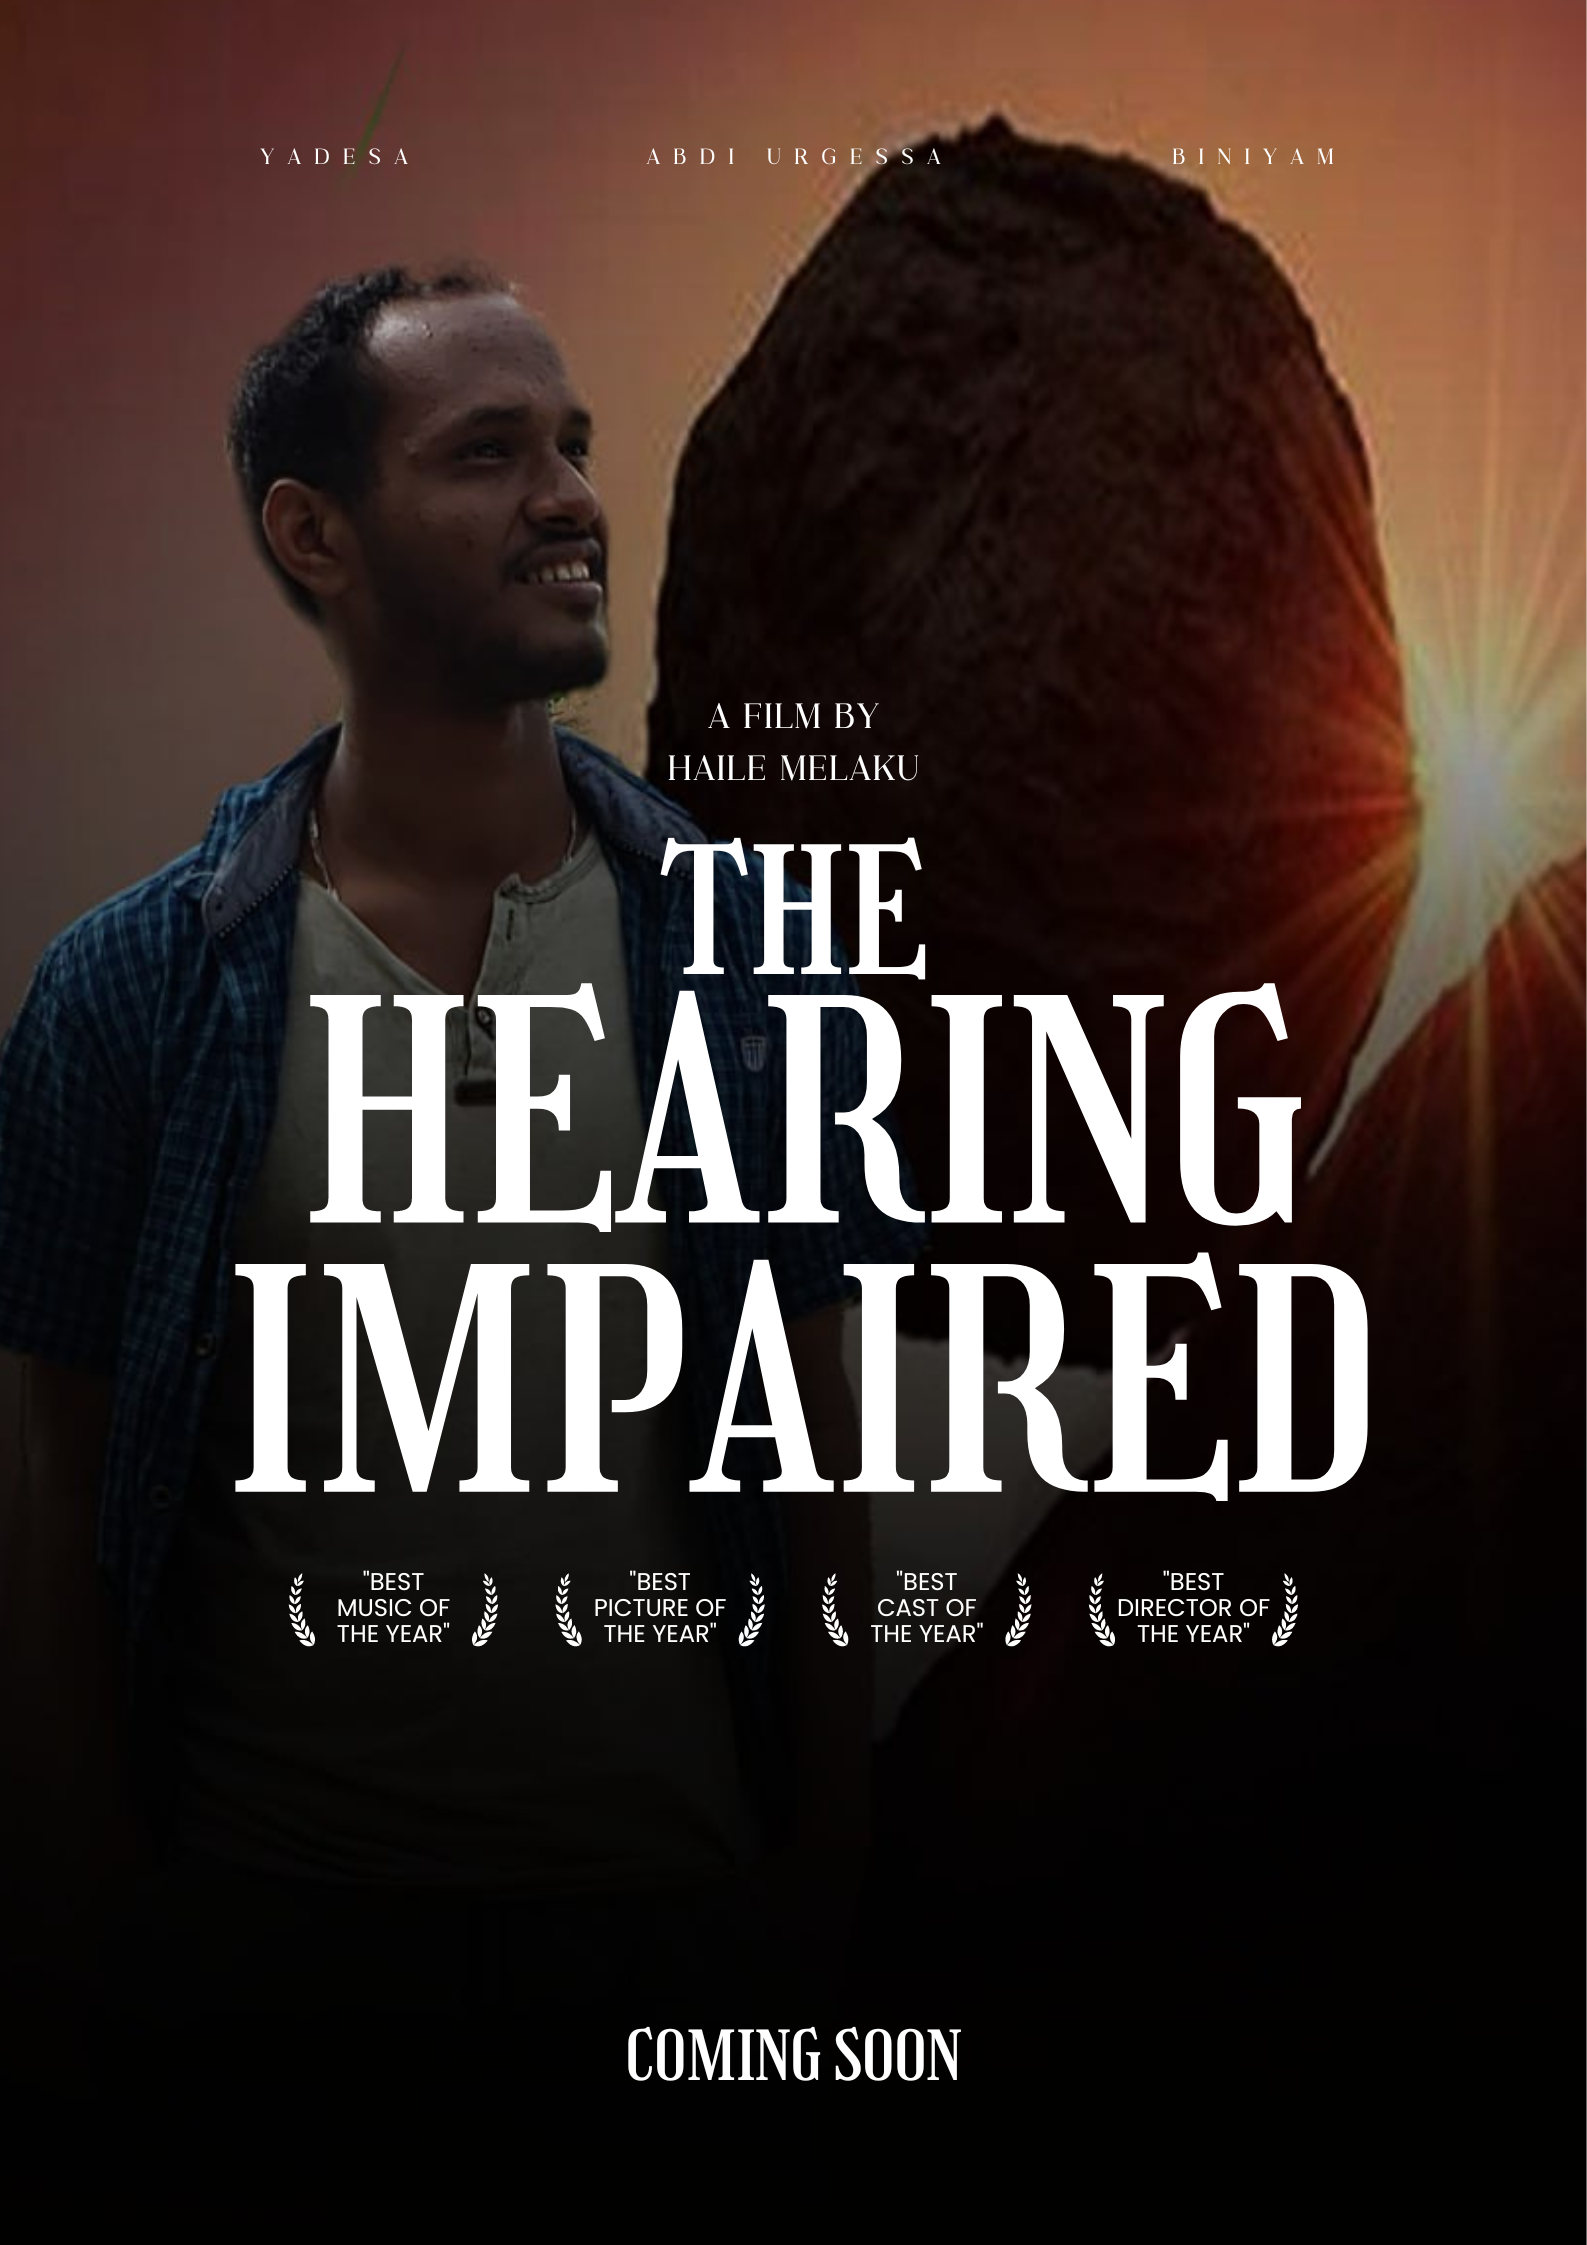 YADESA
ABDI URGESSA
BINIYAM
A FILM BY
HAILE MELAKU
THE
HEARING
IMPAIRED
"BEST
MUSIC OF
THE YEAR"
"BEST
PICTURE OF
THE YEAR"
"BEST
CAST OF
THE YEAR"
"BEST
DIRECTOR OF
THE YEAR"
COMING SOON